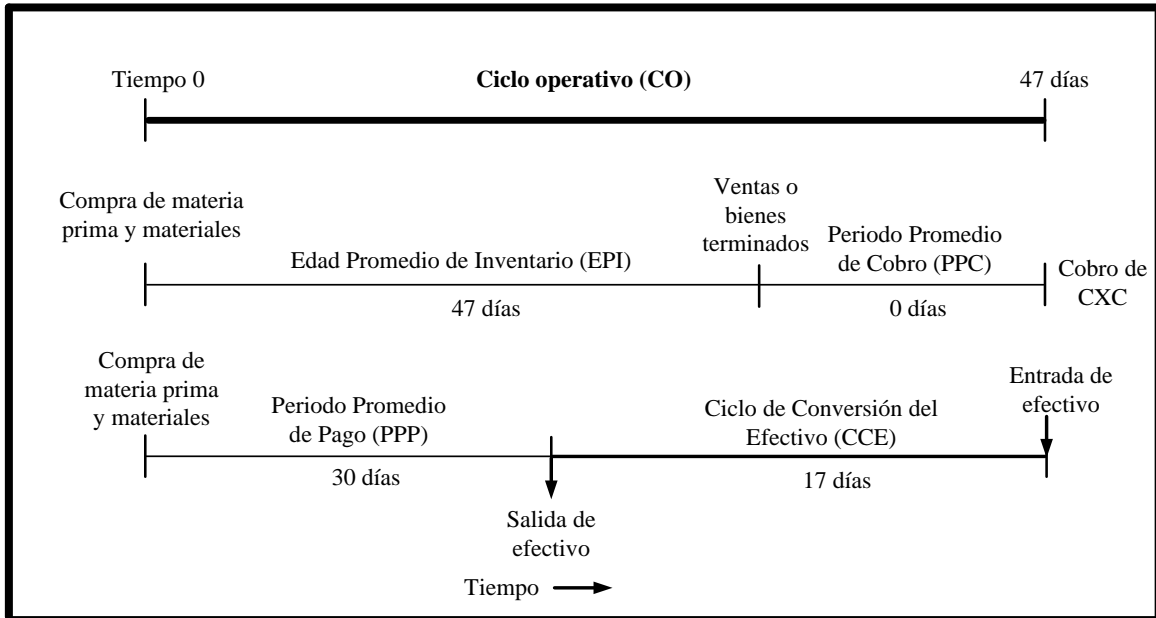 Tiempo 0
Ciclo operativo (CO)
47 días
Compra de materia
prima y materiales
Edad Promedio de Inventario (EPI)
47 días
Ventas o
bienes
terminados
Periodo Promedio
de Cobro (PPC)
0 días
Cobro de
CXC
Compra de
materia prima
y materiales
Periodo Promedio
de Pago (PPP)
30 días
Salida de
efectivo
Ciclo de Conversión del
Efectivo (CCE)
17 días
Entrada de
efectivo
Tiempo